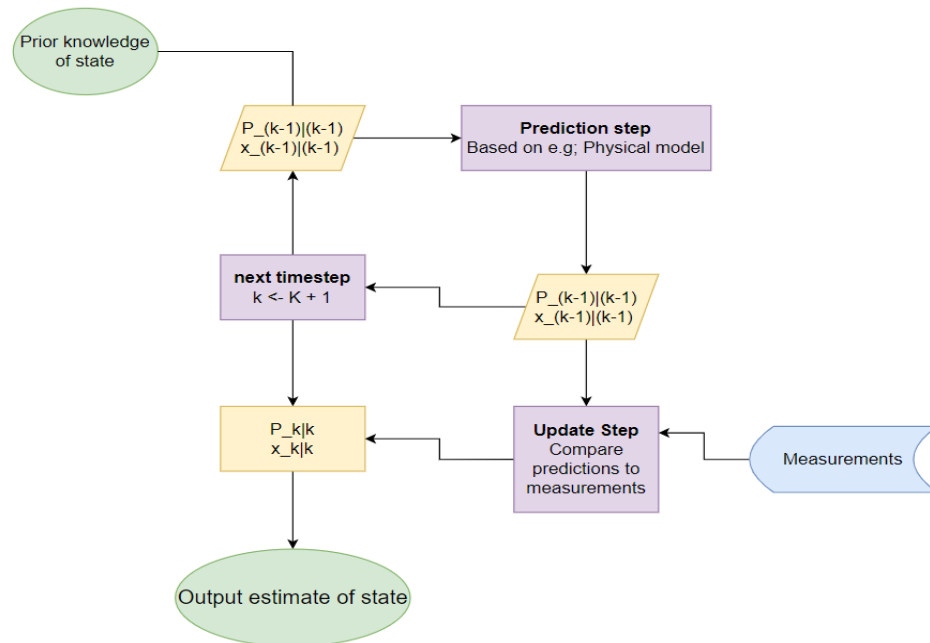 Prior knowledge
of state
P_(k-1)|(k-1)
x_(k-1)|(k-1)
Prediction step
Based on e.g; Physical model
next timestep
k <- K + 1
P_(k-1)|(k-1)
x_(k-1)|(k-1)
P_k|k
x_k|k
Update Step
Compare
predictions to
measurements
Measurements
Output estimate of state